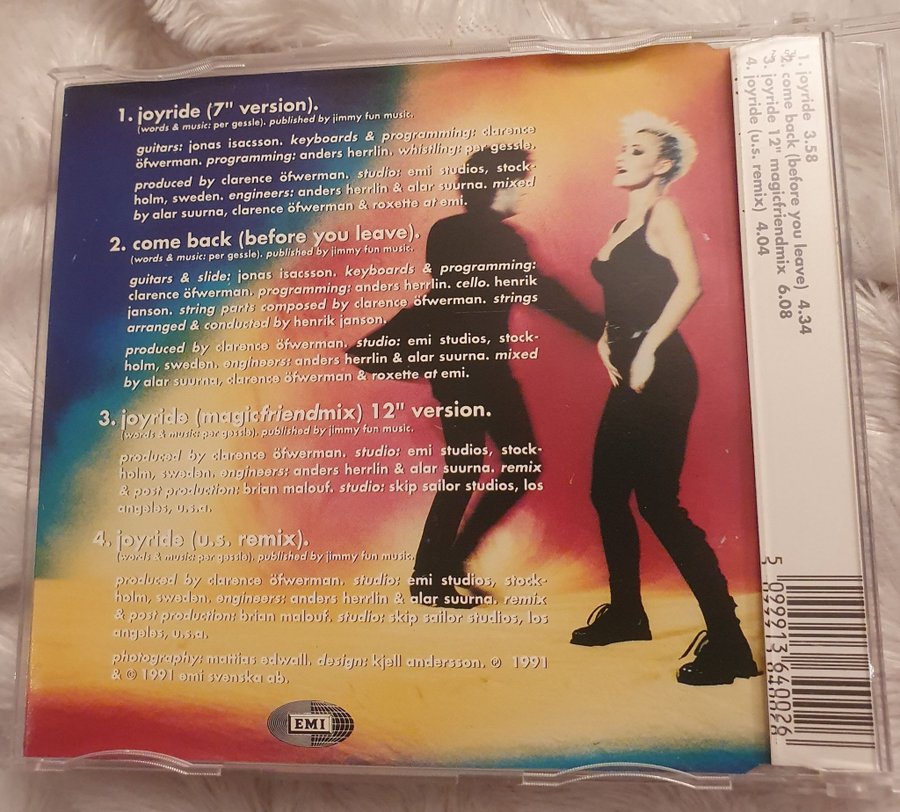 1. joyride (7" version).
(words & music: per gessle). published by jimmy fun music.
guitars: jonas isacsson. keyboards & programming: clarence
öfwerman. programming: anders herrlin. whistling: per gessle.
produced by clarence öfwerman. studio: emi studios, stock-
holm, sweden. engineers: anders herrlin & alar suurna. mixed
by alar suurna, clarence öfwerman & roxette at emi.
2. come back (before you leave).
(words & music: per gessle). published by jimmy fun music.
guitars & slide: jonas isacsson. keyboards & programming:
clarence öfwerman. programming: anders herrlin. cello. henrik
janson. string parts composed by clarence öfwerman. strings
arranged & conducted by henrik janson.
produced by clarence öfwerman. studio: emi studios, stock-
holm, sweden. engineers: anders herrlin & alar suurna. mixed
by alar suurna, clarence öfwerman & roxette at emi.
3. joyride (magicfriendmix) 12" version.
(words & music: per gessle). published by jimmy fun music.
produced by clarence öfwerman. studio: emi studios, stock-
holm, sweden. engineers: anders herrlin & alar suurna. remix
& post production: brian malouf. studio: skip sailor studios, los
angeles, u.s.a.
4. joyride (u.s. remix).
(words & music: per gessle). published by jimmy fun music.
produced by clarence öfwerman. studio: emi studios, stock-
holm, sweden. engineers: anders herrlin & alar suurna. remix
& post production: brian malouf. studio: skip sailor studios, los
angeles, u.s.a.
photography: mattias edwall. design: kjell andersson. ℗ 1991
& © 1991 emi svenska ab.
EMI
1. joyride 3.58
2. come back (before you leave) 4.34
3. joyride 12" magicfriendmix 6.08
4. joyride (u.s. remix) 4.04
5 099913 640026